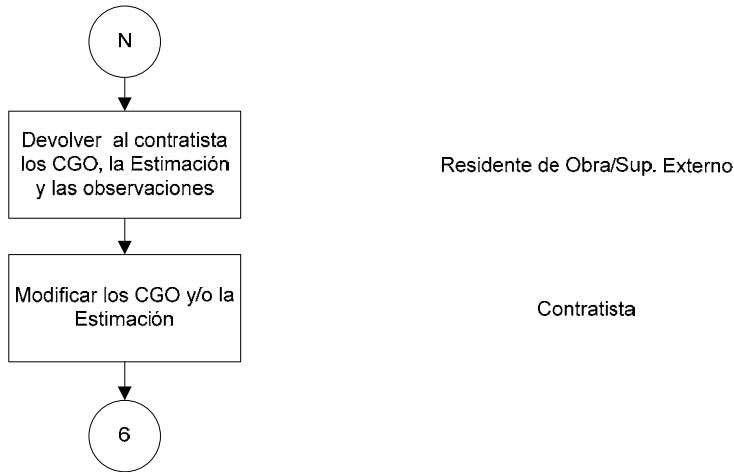 N
Devolver al contratista
los CGO, la Estimación
y las observaciones
Residente de Obra/Sup. Externo
Modificar los CGO y/o la
Estimación
Contratista
6